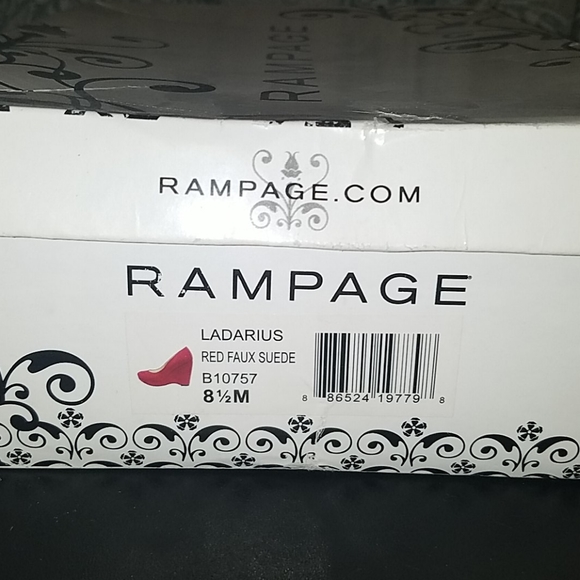 RAMPAGE
RAMPAGE.COM
RAMPAGE
LADARIUS
RED FAUX SUEDE
B10757
8½M
8 86524 19779 8